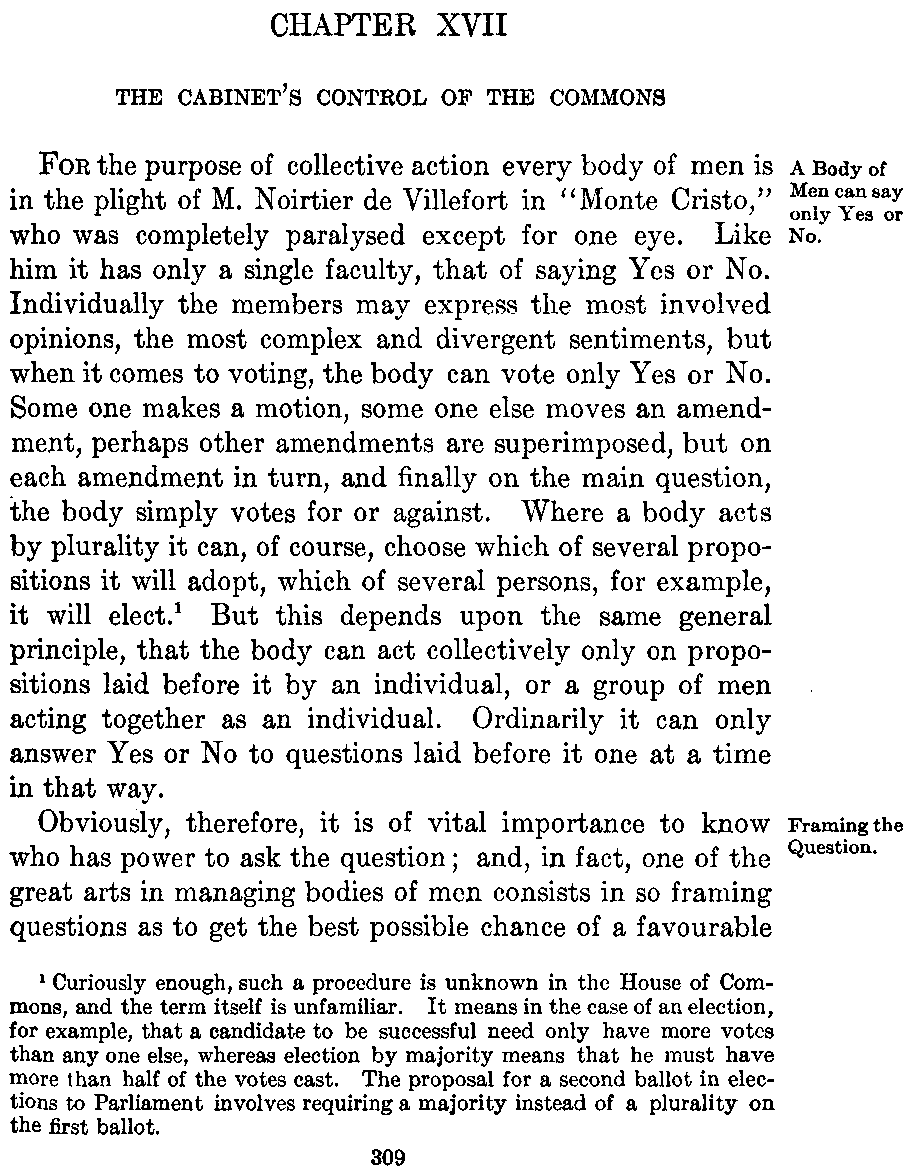 CHAPTER XVII
THE CABINET'S CONTROL OF THE COMMONS
FOR the purpose of collective action every body of men is
in the plight of M. Noirtier de Villefort in "Monte Cristo,"
who was completely paralysed except for one eye. Like
him it has only a single faculty, that of saying Yes or No.
Individually the members may express the most involved
opinions, the most complex and divergent sentiments, but
when it comes to voting, the body can vote only Yes or No.
Some one makes a motion, some one else moves an amend-
ment, perhaps other amendments are superimposed, but on
each amendment in turn, and finally on the main question,
the body simply votes for or against. Where a body acts
by plurality it can, of course, choose which of several propo-
sitions it will adopt, which of several persons, for example,
it will elect.¹ But this depends upon the same general
principle, that the body can act collectively only on propo-
sitions laid before it by an individual, or a group of men
acting together as an individual. Ordinarily it can only
answer Yes or No to questions laid before it one at a time
in that way.
A Body of
Men can say
only Yes or
No.
Obviously, therefore, it is of vital importance to know
who has power to ask the question; and, in fact, one of the
great arts in managing bodies of men consists in so framing
questions as to get the best possible chance of a favourable
Framing the
Question.
¹ Curiously enough, such a procedure is unknown in the House of Com-
mons, and the term itself is unfamiliar. It means in the case of an election,
for example, that a candidate to be successful need only have more votes
than any one else, whereas election by majority means that he must have
more than half of the votes cast. The proposal for a second ballot in elec-
tions to Parliament involves requiring a majority instead of a plurality on
the first ballot.
309